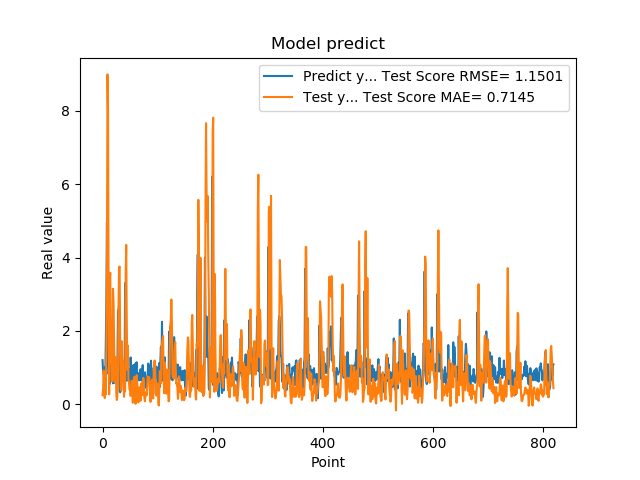 Model predict
Predict y... Test Score RMSE= 1.1501
Test y... Test Score MAE= 0.7145
Real value
8
6
4
2
0
0 200 400 600 800
Point